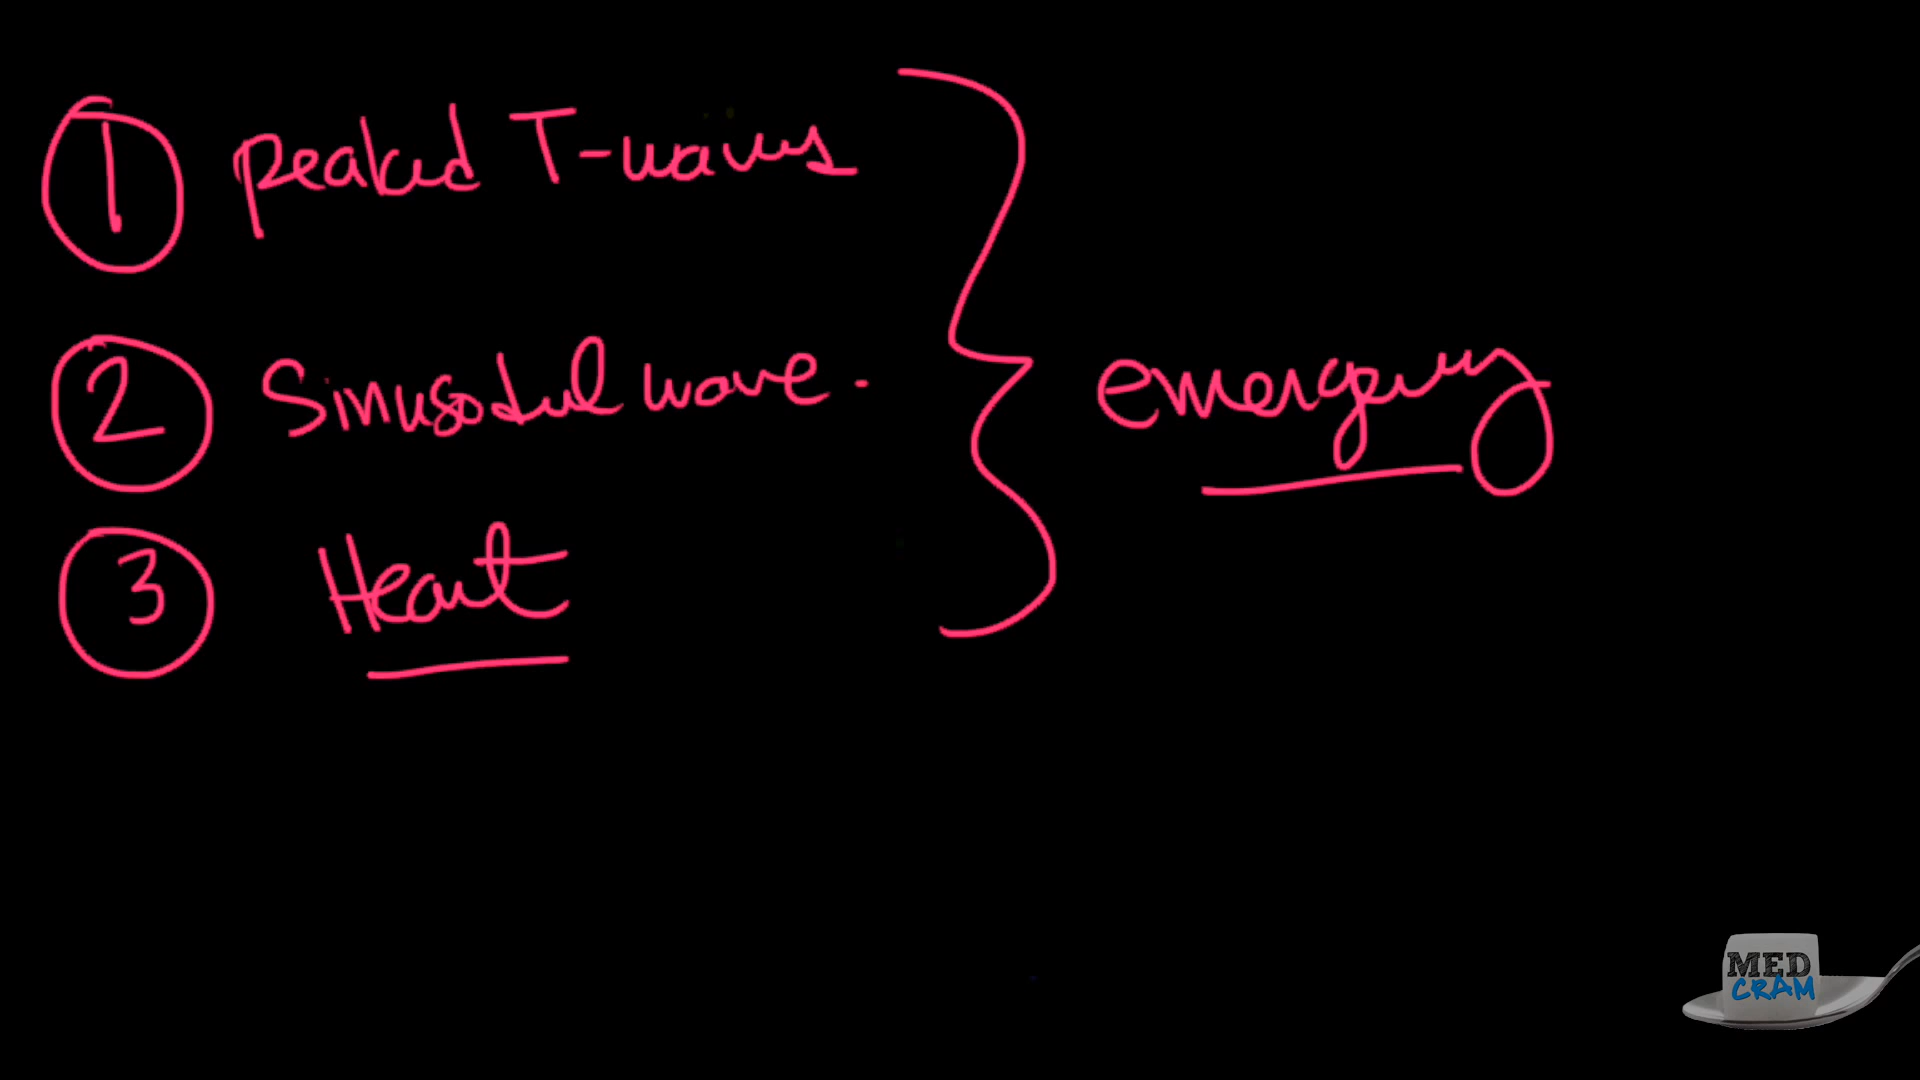 1 peaked T-waves
2 Sinusoidal wave.
3 Heart
emergency
MED
CRAM